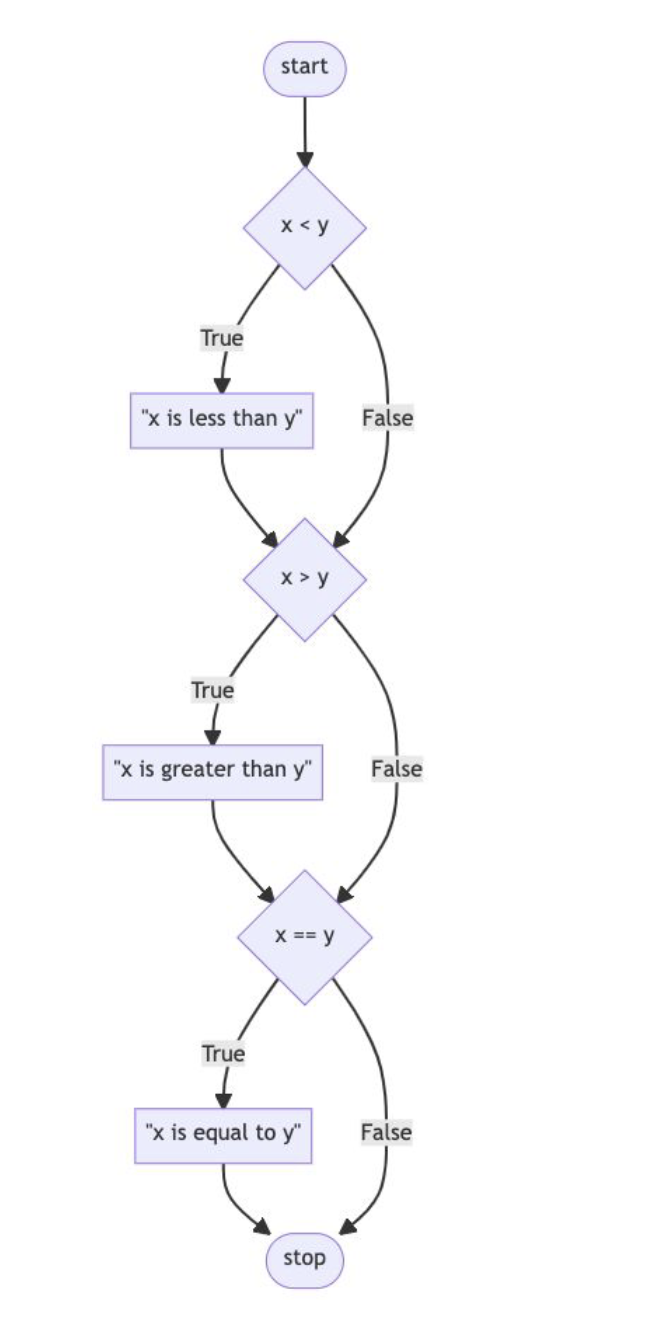 start
x < y
True
"x is less than y"
False
x > y
True
"x is greater than y"
False
x == y
True
"x is equal to y"
False
stop